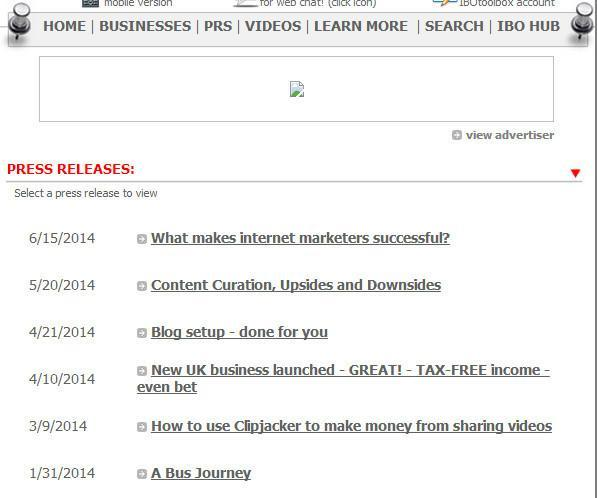 mobile version for web chat! (click icon) IBOtoolbox account
HOME | BUSINESSES | PRS | VIDEOS | LEARN MORE | SEARCH | IBO HUB
view advertiser
PRESS RELEASES:
Select a press release to view
6/15/2014 What makes internet marketers successful?
5/20/2014 Content Curation, Upsides and Downsides
4/21/2014 Blog setup - done for you
4/10/2014 New UK business launched - GREAT! - TAX-FREE income -
even bet
3/9/2014 How to use Clipjacker to make money from sharing videos
1/31/2014 A Bus Journey